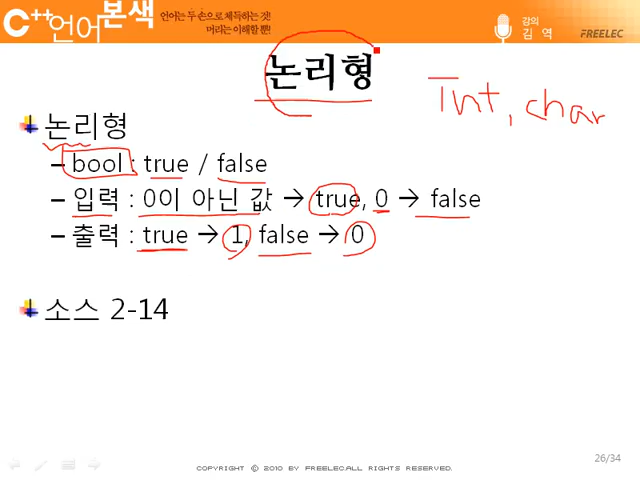 C++언어 본색 언어는 두 손으로 체득하는 것!
머리는 이해할 뿐!
강의
김 역
FREELEC
논리형
Int, char
논리형
– bool : true / false
– 입력 : 0이 아닌 값 → true, 0 → false
– 출력 : true → 1, false → 0
소스 2-14
26/34
COPYRIGHT © 2010 BY FREELEC.ALL RIGHTS RESERVED.